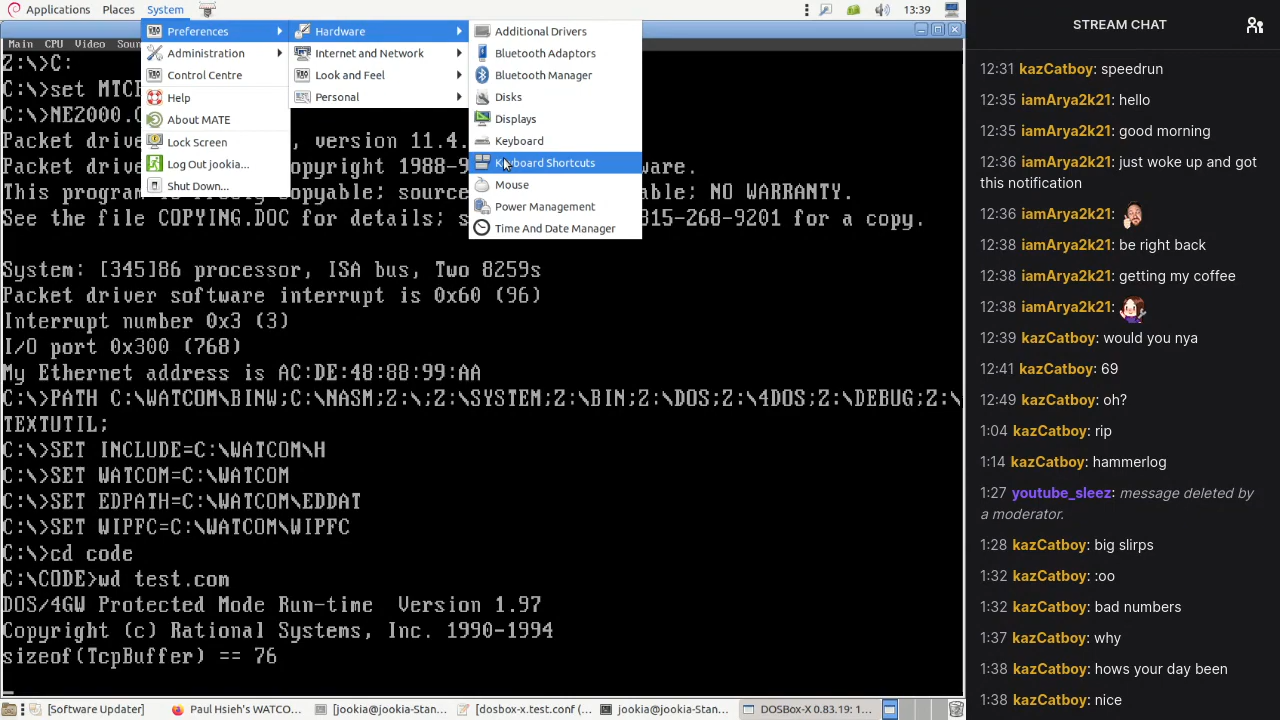 Applications Places System
13:39
Main CPU Video Soun
Preferences
Administration
Control Centre
Help
About MATE
Lock Screen
Log Out jookia...
Shut Down...
Hardware
Internet and Network
Look and Feel
Personal
Additional Drivers
Bluetooth Adaptors
Bluetooth Manager
Disks
Displays
Keyboard
Keyboard Shortcuts
Mouse
Power Management
Time And Date Manager
Z:\>C:
C:\>set MTCF
C:\>NE2000.C
Packet drive , version 11.4.
Packet drive pyright 1988-9 ware.
This program copyable; source able; NO WARRANTY.
See the file COPYING.DOC for details; s 315-268-9201 for a copy.
System: [345]86 processor, ISA bus, Two 8259s
Packet driver software interrupt is 0x60 (96)
Interrupt number 0x3 (3)
I/O port 0x300 (768)
My Ethernet address is AC:DE:48:88:99:AA
C:\>PATH C:\WATCOM\BINW;C:\NASM;Z:\;Z:\SYSTEM;Z:\BIN;Z:\DOS;Z:\4DOS;Z:\DEBUG;Z:\
TEXTUTIL;
C:\>SET INCLUDE=C:\WATCOM\H
C:\>SET WATCOM=C:\WATCOM
C:\>SET EDPATH=C:\WATCOM\EDDAT
C:\>SET WIPFC=C:\WATCOM\WIPFC
C:\>cd code
C:\CODE>wd test.com
DOS/4GW Protected Mode Run-time Version 1.97
Copyright (c) Rational Systems, Inc. 1990-1994
sizeof(TcpBuffer) == 76
[Software Updater] Paul Hsieh's WATCO... [jookia@jookia-Stan... [dosbox-x.test.conf (... jookia@jookia-Stan... DOSBox-X 0.83.19: 1...
STREAM CHAT
12:31 kazCatboy: speedrun
12:35 iamArya2k21: hello
12:35 iamArya2k21: good morning
12:36 iamArya2k21: just woke up and got
this notification
12:36 iamArya2k21:
12:38 iamArya2k21: be right back
12:38 iamArya2k21: getting my coffee
12:38 iamArya2k21:
12:39 kazCatboy: would you nya
12:41 kazCatboy: 69
12:49 kazCatboy: oh?
1:04 kazCatboy: rip
1:14 kazCatboy: hammerlog
1:27 youtube_sleez: message deleted by
a moderator.
1:28 kazCatboy: big slirps
1:32 kazCatboy: :oo
1:32 kazCatboy: bad numbers
1:37 kazCatboy: why
1:38 kazCatboy: hows your day been
1:38 kazCatboy: nice